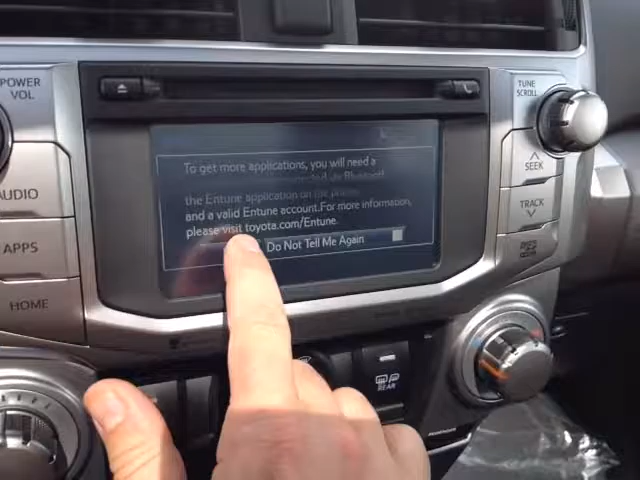 POWER
VOL
AUDIO
APPS
HOME
To get more applications, you will need a
the Entune application on the phone
and a valid Entune account.For more information,
please visit toyota.com/Entune.
Do Not Tell Me Again
TUNE
SCROLL
SEEK
TRACK
REAR